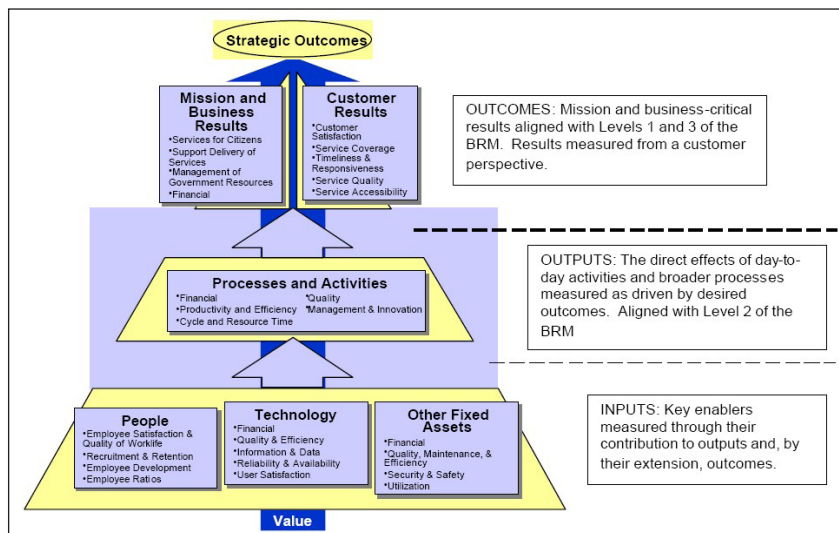 Strategic Outcomes
Mission and
Business
Results
•Services for Citizens
•Support Delivery of
Services
•Management of
Government Resources
•Financial
Customer
Results
•Customer
Satisfaction
•Service Coverage
•Timeliness &
Responsiveness
•Service Quality
•Service Accessibility
OUTCOMES: Mission and business-critical
results aligned with Levels 1 and 3 of the
BRM. Results measured from a customer
perspective.
Processes and Activities
•Financial
•Productivity and Efficiency
•Cycle and Resource Time
•Quality
•Management & Innovation
OUTPUTS: The direct effects of day-to-
day activities and broader processes
measured as driven by desired
outcomes. Aligned with Level 2 of the
BRM
People
•Employee Satisfaction &
Quality of Worklife
•Recruitment & Retention
•Employee Development
•Employee Ratios
Technology
•Financial
•Quality & Efficiency
•Information & Data
•Reliability & Availability
•User Satisfaction
Other Fixed
Assets
•Financial
•Quality, Maintenance, &
Efficiency
•Security & Safety
•Utilization
INPUTS: Key enablers
measured through their
contribution to outputs and, by
their extension, outcomes.
Value